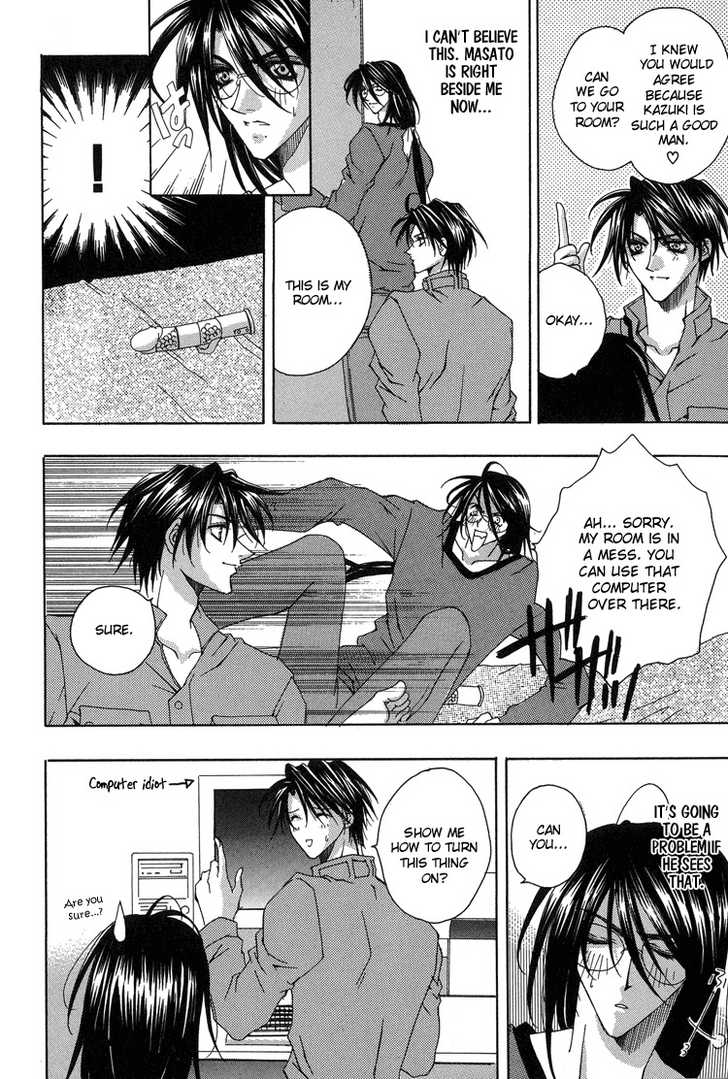 I KNEW
YOU WOULD
AGREE
BECAUSE
KAZUKI IS
SUCH A GOOD
MAN.
♡
CAN
WE GO
TO YOUR
ROOM?
OKAY...
I CAN'T BELIEVE
THIS. MASATO
IS RIGHT
BESIDE ME
NOW...
THIS IS MY
ROOM...
はっ
!
AH... SORRY.
MY ROOM IS IN
A MESS. YOU
CAN USE THAT
COMPUTER
OVER THERE.
SURE.
IT'S GOING
TO BE A
PROBLEM IF
HE SEES
THAT.
CAN
YOU...
SHOW ME
HOW TO TURN
THIS THING
ON?
Computer idiot→
Are you
sure...?